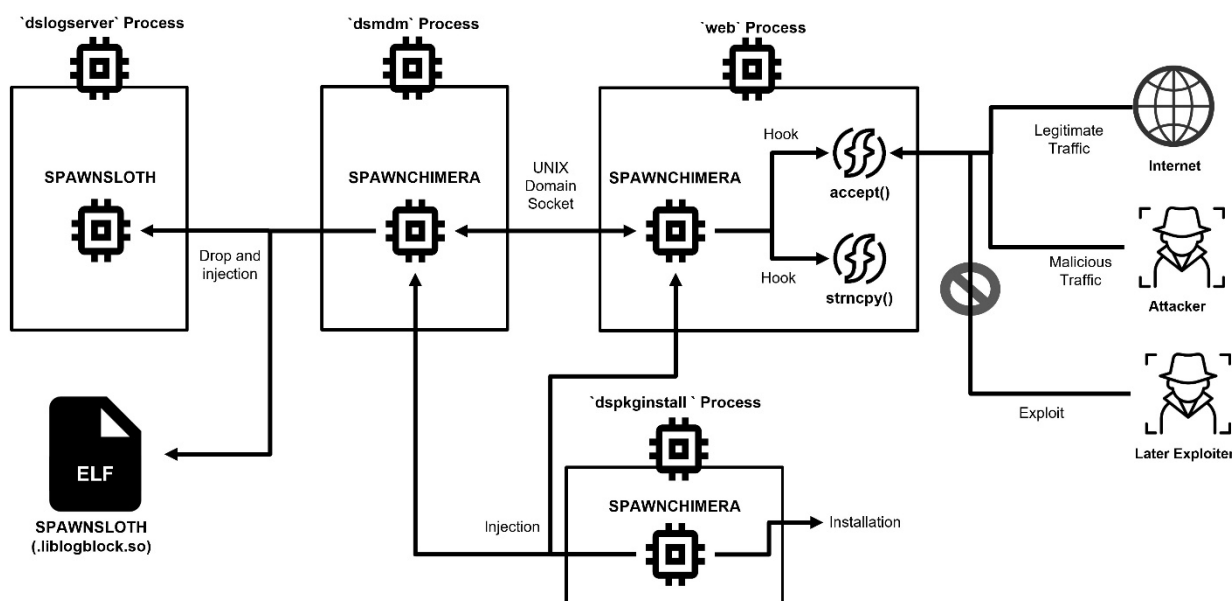 `dslogserver` Process
`dsmdm` Process
`web` Process
SPAWNSLOTH
SPAWNCHIMERA
UNIX
Domain
Socket
SPAWNCHIMERA
Hook
accept()
Hook
strncpy()
Legitimate
Traffic
Internet
Malicious
Traffic
Attacker
Exploit
Later Exploiter
Drop and
injection
ELF
SPAWNSLOTH
(.liblogblock.so)
`dspkginstall ` Process
SPAWNCHIMERA
Injection
Installation